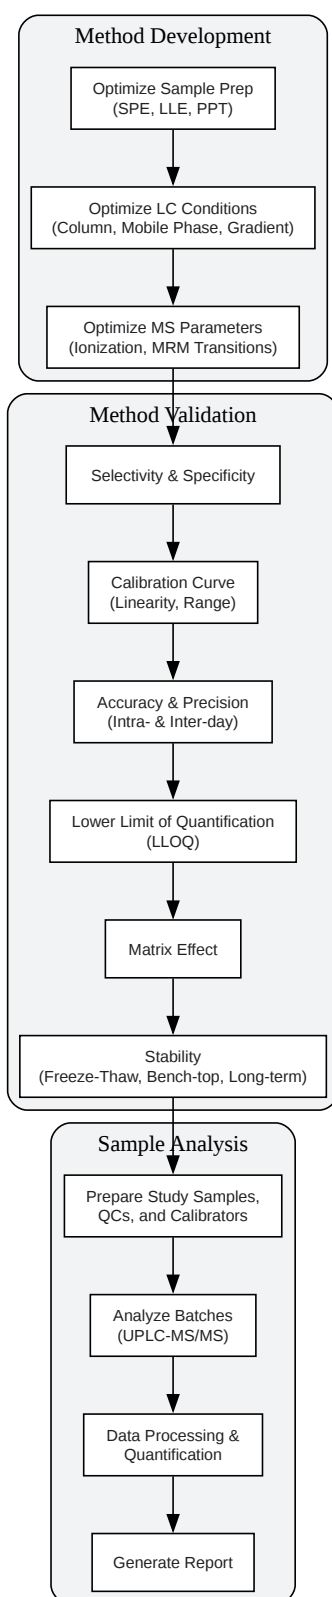 Method Development
Optimize Sample Prep
(SPE, LLE, PPT)
Optimize LC Conditions
(Column, Mobile Phase, Gradient)
Optimize MS Parameters
(Ionization, MRM Transitions)
Method Validation
Selectivity & Specificity
Calibration Curve
(Linearity, Range)
Accuracy & Precision
(Intra- & Inter-day)
Lower Limit of Quantification
(LLOQ)
Matrix Effect
Stability
(Freeze-Thaw, Bench-top, Long-term)
Sample Analysis
Prepare Study Samples,
QCs, and Calibrators
Analyze Batches
(UPLC-MS/MS)
Data Processing &
Quantification
Generate Report